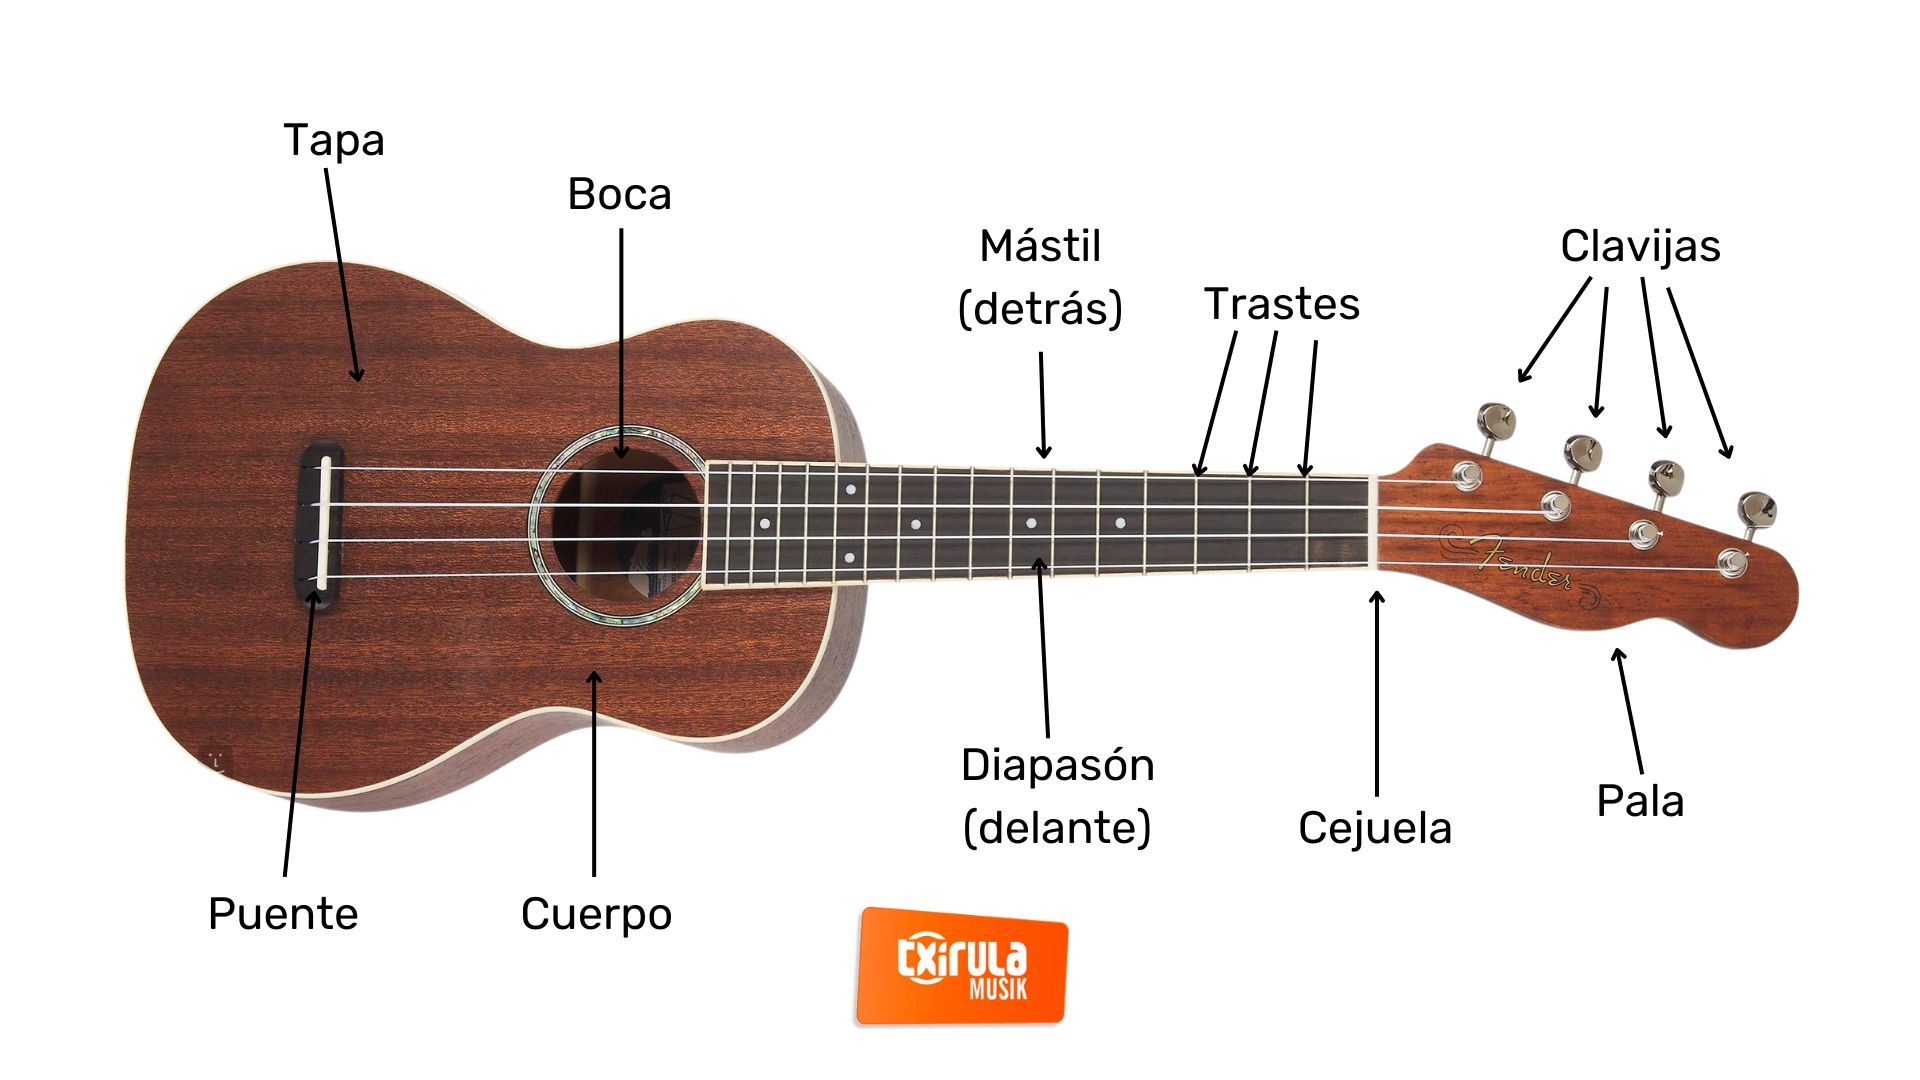 Tapa
Boca
Mástil
(detrás)
Trastes
Clavijas
Fender
Diapasón
(delante)
Cejuela
Pala
Puente
Cuerpo
txirula
MUSIK